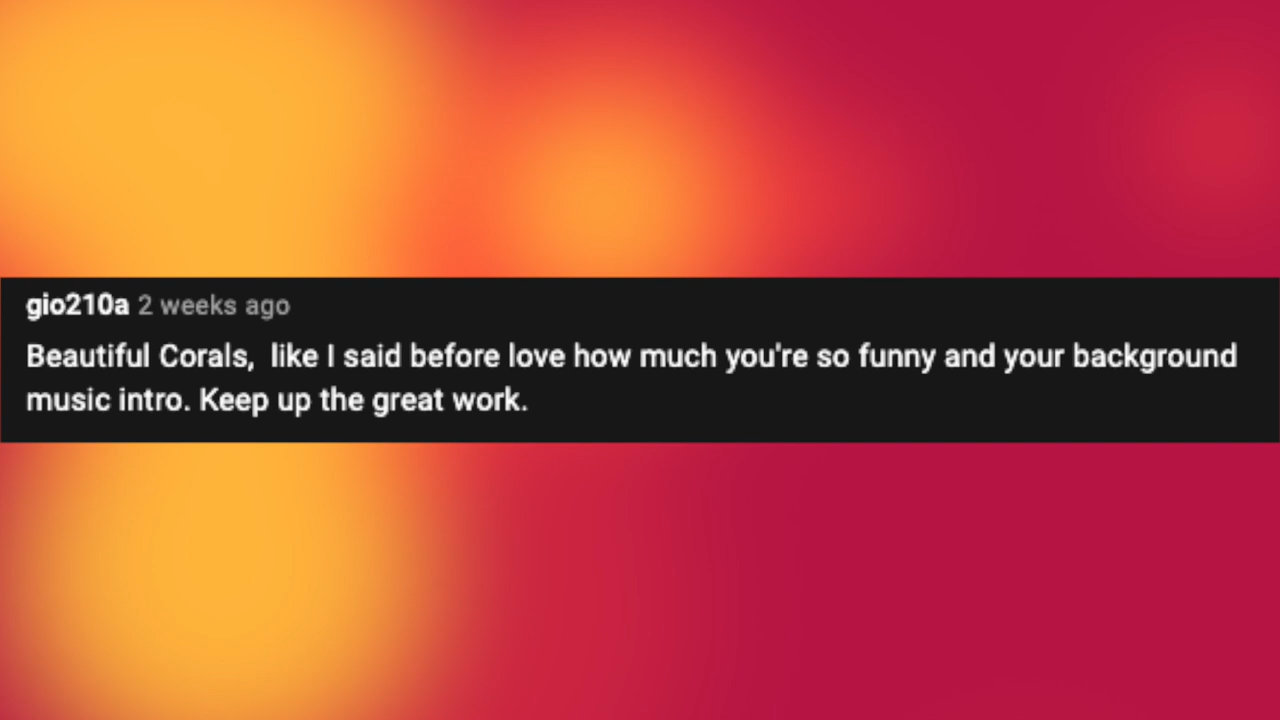 gio210a 2 weeks ago
Beautiful Corals,  like I said before love how much you're so funny and your background
music intro. Keep up the great work.